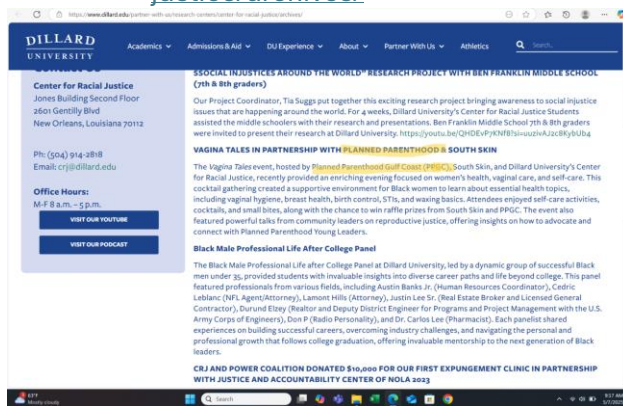 justice/archives/
https://www.dillard.edu/partner-with-us/research-centers/center-for-racial-justice/archives/
DILLARD
UNIVERSITY
Academics
Admissions & Aid
DU Experience
About
Partner With Us
Athletics
Search...
Center for Racial Justice
Jones Building Second Floor
2601 Gentilly Blvd
New Orleans, Louisiana 70112
Ph: (504) 914-2818
Email: crj@dillard.edu
Office Hours:
M-F 8 a.m. – 5 p.m.
VISIT OUR YOUTUBE
VISIT OUR PODCAST
SSOCIAL INJUSTICES AROUND THE WORLD" RESEARCH PROJECT WITH BEN FRANKLIN MIDDLE SCHOOL
(7th & 8th graders)
Our Project Coordinator, Tia Suggs put together this exciting research project bringing awareness to social injustice
issues that are happening around the world. For 4 weeks, Dillard University's Center for Racial Justice Students
assisted the middle schoolers with their research and presentations. Ben Franklin Middle School 7th & 8th graders
were invited to present their research at Dillard University.
VAGINA TALES IN PARTNERSHIP WITH PLANNED PARENTHOOD & SOUTH SKIN
The Vagina Tales event, hosted by Planned Parenthood Gulf Coast (PPGC), South Skin, and Dillard University's Center
for Racial Justice, recently provided an enriching evening focused on women's health, vaginal care, and self-care. This
cocktail gathering created a supportive environment for Black women to learn about essential health topics,
including vaginal hygiene, breast health, birth control, STIs, and waxing basics. Attendees enjoyed self-care activities,
cocktails, and small bites, along with the chance to win raffle prizes from South Skin and PPGC. The event also
featured powerful talks from community leaders on reproductive justice, offering insights on how to advocate and
connect with Planned Parenthood Young Leaders.
Black Male Professional Life After College Panel
The Black Male Professional Life after College Panel at Dillard University, led by a dynamic group of successful Black
men under 35, provided students with invaluable insights into diverse career paths and life beyond college. This panel
featured professionals from various fields, including Austin Banks Jr. (Human Resources Coordinator), Cedric
Leblanc (NFL Agent/Attorney), Lamont Hills (Attorney), Justin Lee Sr. (Real Estate Broker and Licensed General
Contractor), Durund Elzey (Realtor and Deputy District Engineer for Programs and Project Management with the U.S.
Army Corps of Engineers), Don P (Radio Personality), and Dr. Carlos Lee (Pharmacist). Each panelist shared
experiences on building successful careers, overcoming industry challenges, and navigating the personal and
professional growth that follows college graduation, offering invaluable mentorship to the next generation of Black
leaders.
CRJ AND POWER COALITION DONATED $10,000 FOR OUR FIRST EXPUNGEMENT CLINIC IN PARTNERSHIP
WITH JUSTICE AND ACCOUNTABILITY CENTER OF NOLA 2023
Mostly cloudy
Search
9:17 AM